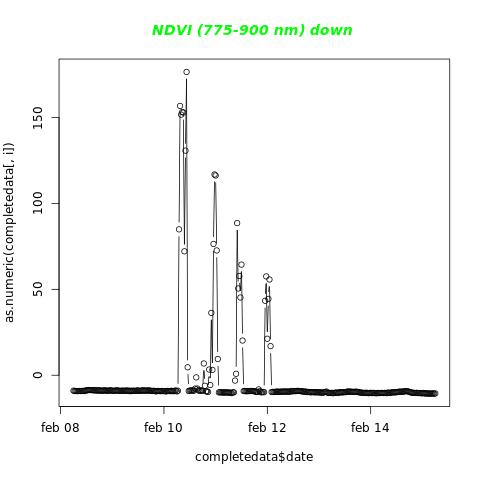 NDVI (775-900 nm) down
as.numeric(completedata[, i])
150
100
50
0
feb 08 feb 10 feb 12 feb 14
completedata$date